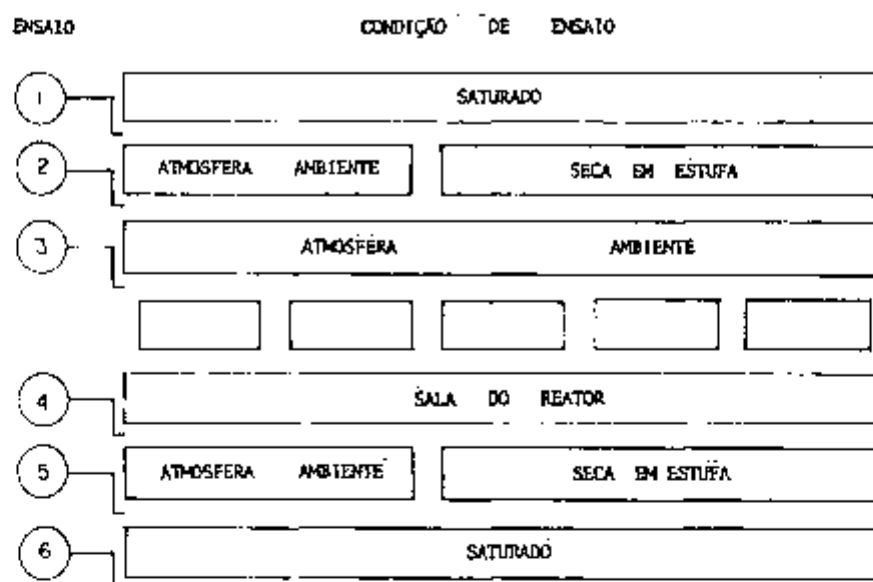 ENSAIO CONDIÇÃO DE ENSAIO
1 SATURADO
2 ATMOSFERA AMBIENTE SECA EM ESTUFA
3 ATMOSFERA AMBIENTE
4 SALA DO REATOR
5 ATMOSFERA AMBIENTE SECA EM ESTUFA
6 SATURADO